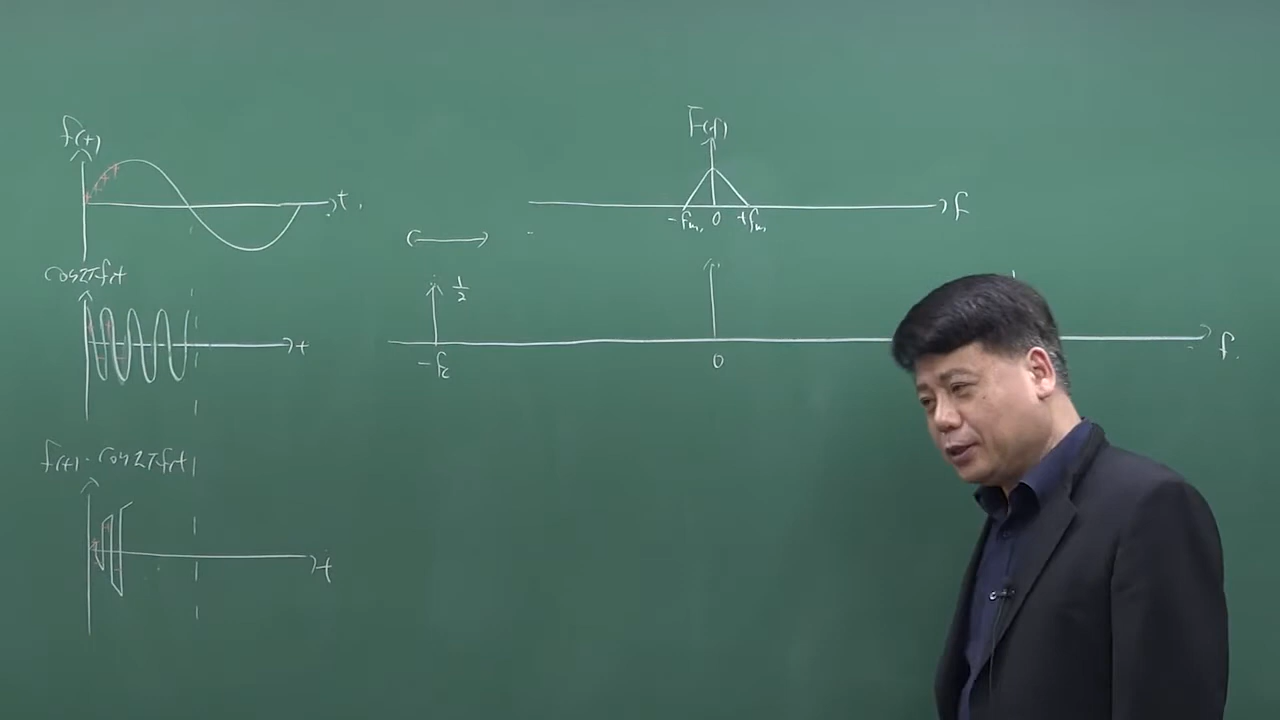 f(t)
t
cos2πfct
t
f(t)·cos2πfct
t
F(f)
-fm 0 +fm
f
1/2
-fc 0
f